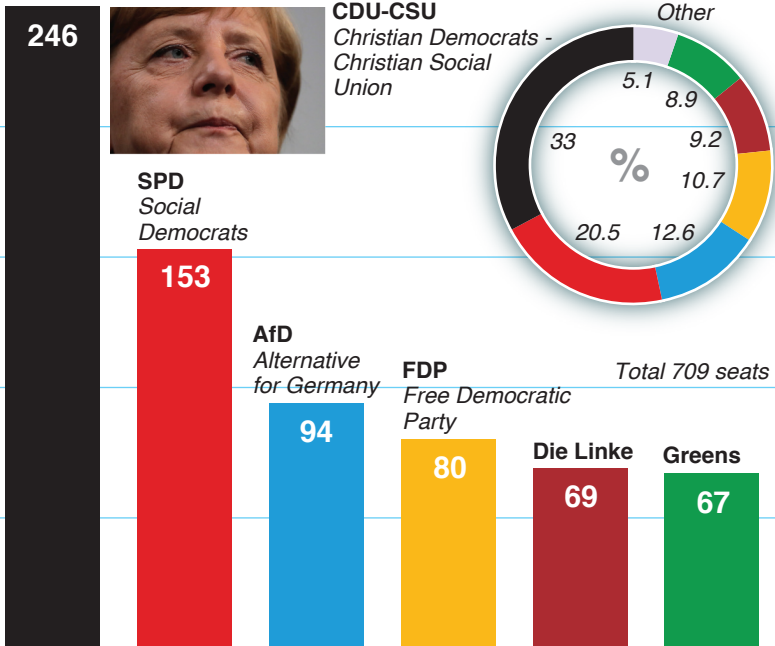 246
CDU-CSU
Christian Democrats -
Christian Social
Union
Other
5.1
8.9
9.2
10.7
12.6
20.5
33
%
SPD
Social
Democrats
153
AfD
Alternative
for Germany
94
FDP
Free Democratic
Party
80
Total 709 seats
Die Linke
69
Greens
67